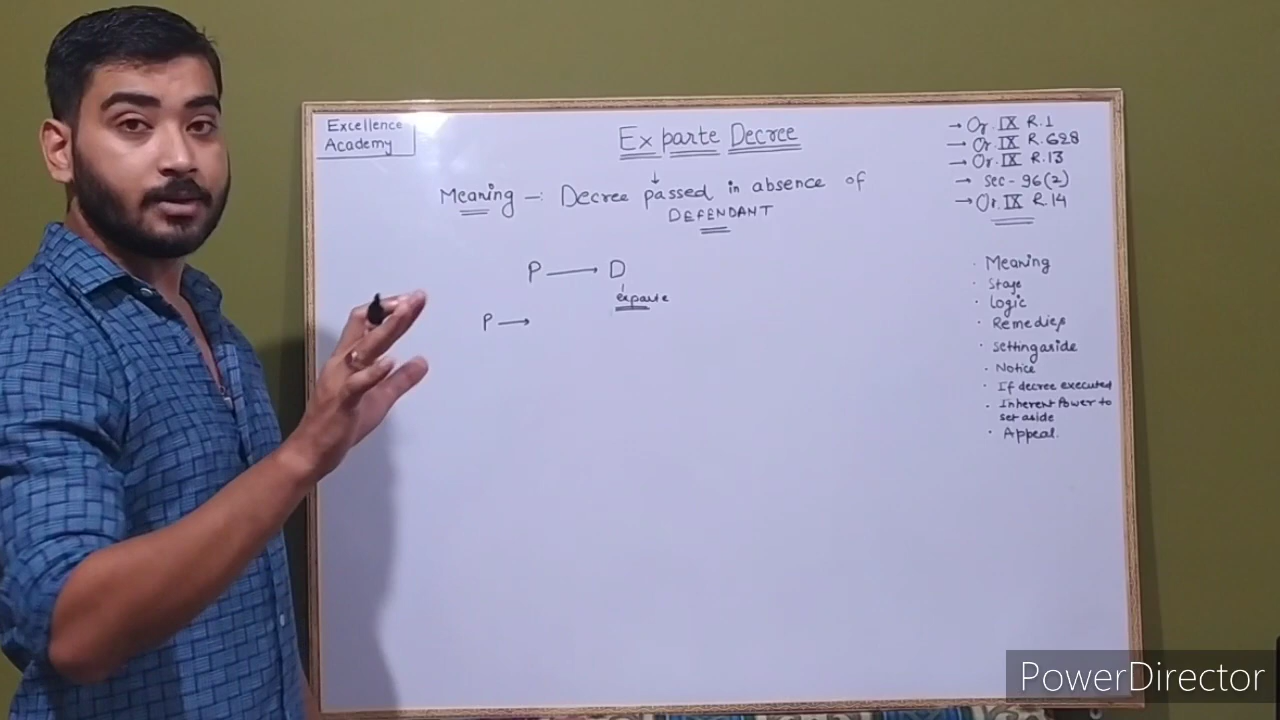 Excellence
Academy
Ex parte Decree
Meaning -: Decree passed in absence of
DEFENDANT
P → D
exparte
P →
→ Or. IX R.1
→ Or. IX R.6&8
→ Or. IX R.13
→ Sec - 96(2)
→ Or. IX R.14
· Meaning
· Stage
· Logic
· Remedies
· Setting aside
· Notice
· If decree executed
· Inherent Power to
set aside
· Appeal.
PowerDirector